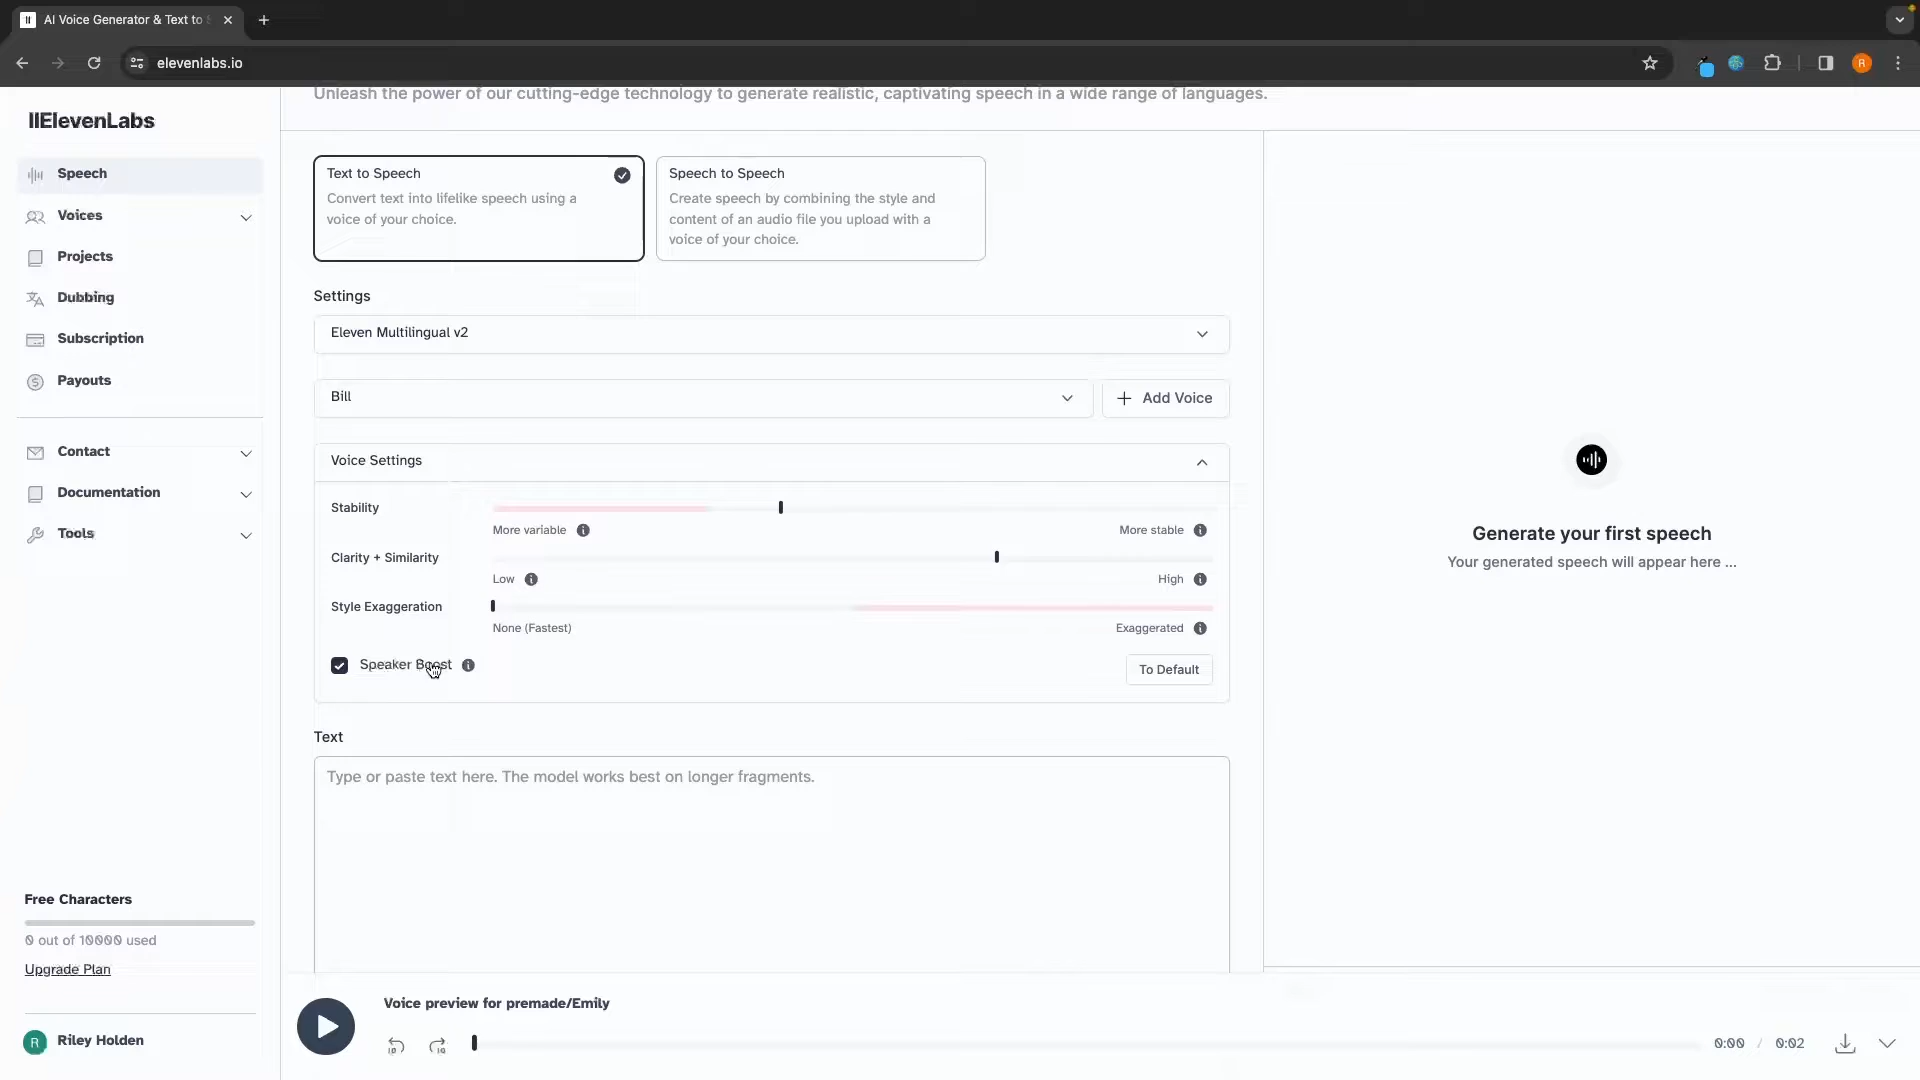 AI Voice Generator & Text to S
elevenlabs.io
R
Unleash the power of our cutting-edge technology to generate realistic, captivating speech in a wide range of languages.
IIElevenLabs
Speech
Voices
Projects
Dubbing
Subscription
Payouts
Contact
Documentation
Tools
Free Characters
0 out of 10000 used
Upgrade Plan
R
Riley Holden
Text to Speech
Convert text into lifelike speech using a
voice of your choice.
Speech to Speech
Create speech by combining the style and
content of an audio file you upload with a
voice of your choice.
Settings
Eleven Multilingual v2
Bill
+ Add Voice
Voice Settings
Stability
More variable
More stable
Clarity + Similarity
Low
High
Style Exaggeration
None (Fastest)
Exaggerated
Speaker Boost
To Default
Text
Type or paste text here. The model works best on longer fragments.
Generate your first speech
Your generated speech will appear here ...
Voice preview for premade/Emily
10
10
0:00 / 0:02